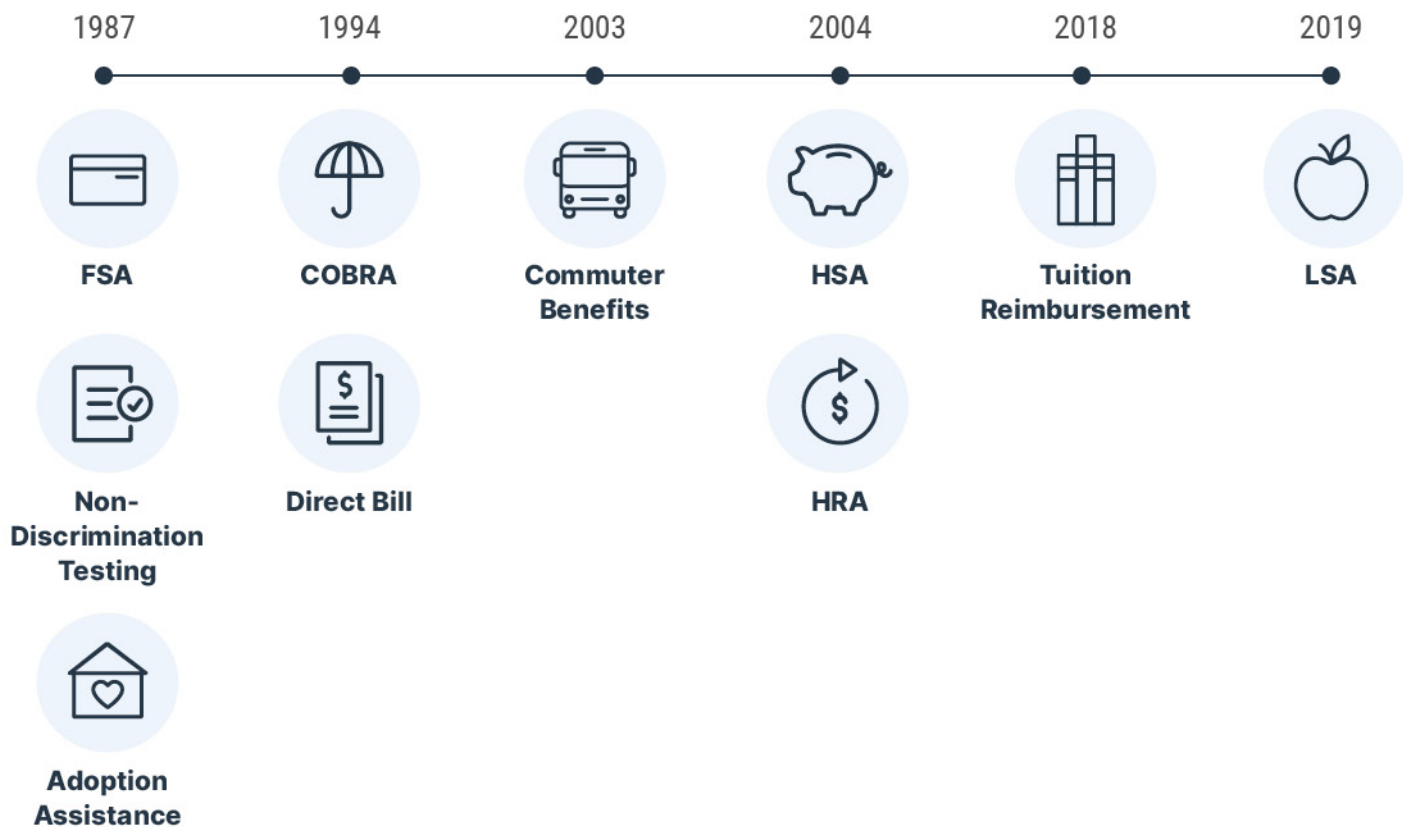 1987
1994
2003
2004
2018
2019
FSA
COBRA
Commuter
Benefits
HSA
Tuition
Reimbursement
LSA
$
$
Non-
Discrimination
Testing
Direct Bill
HRA
Adoption
Assistance